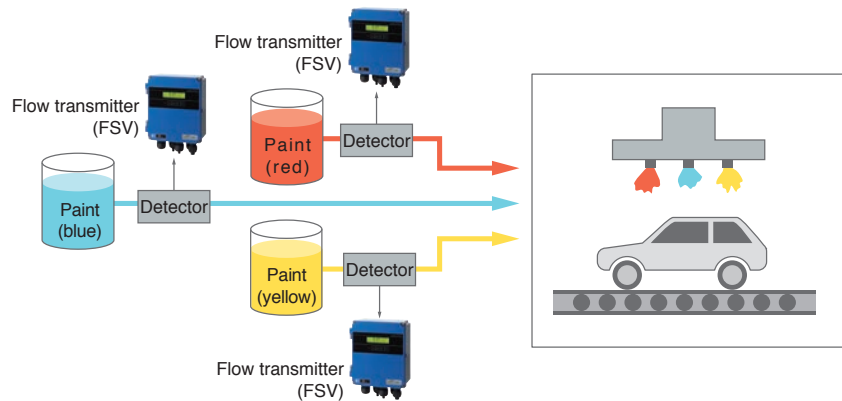 Flow transmitter
(FSV)
Flow transmitter
(FSV)
Paint
(red)
Detector
Paint
(blue)
Detector
Paint
(yellow)
Detector
Flow transmitter
(FSV)